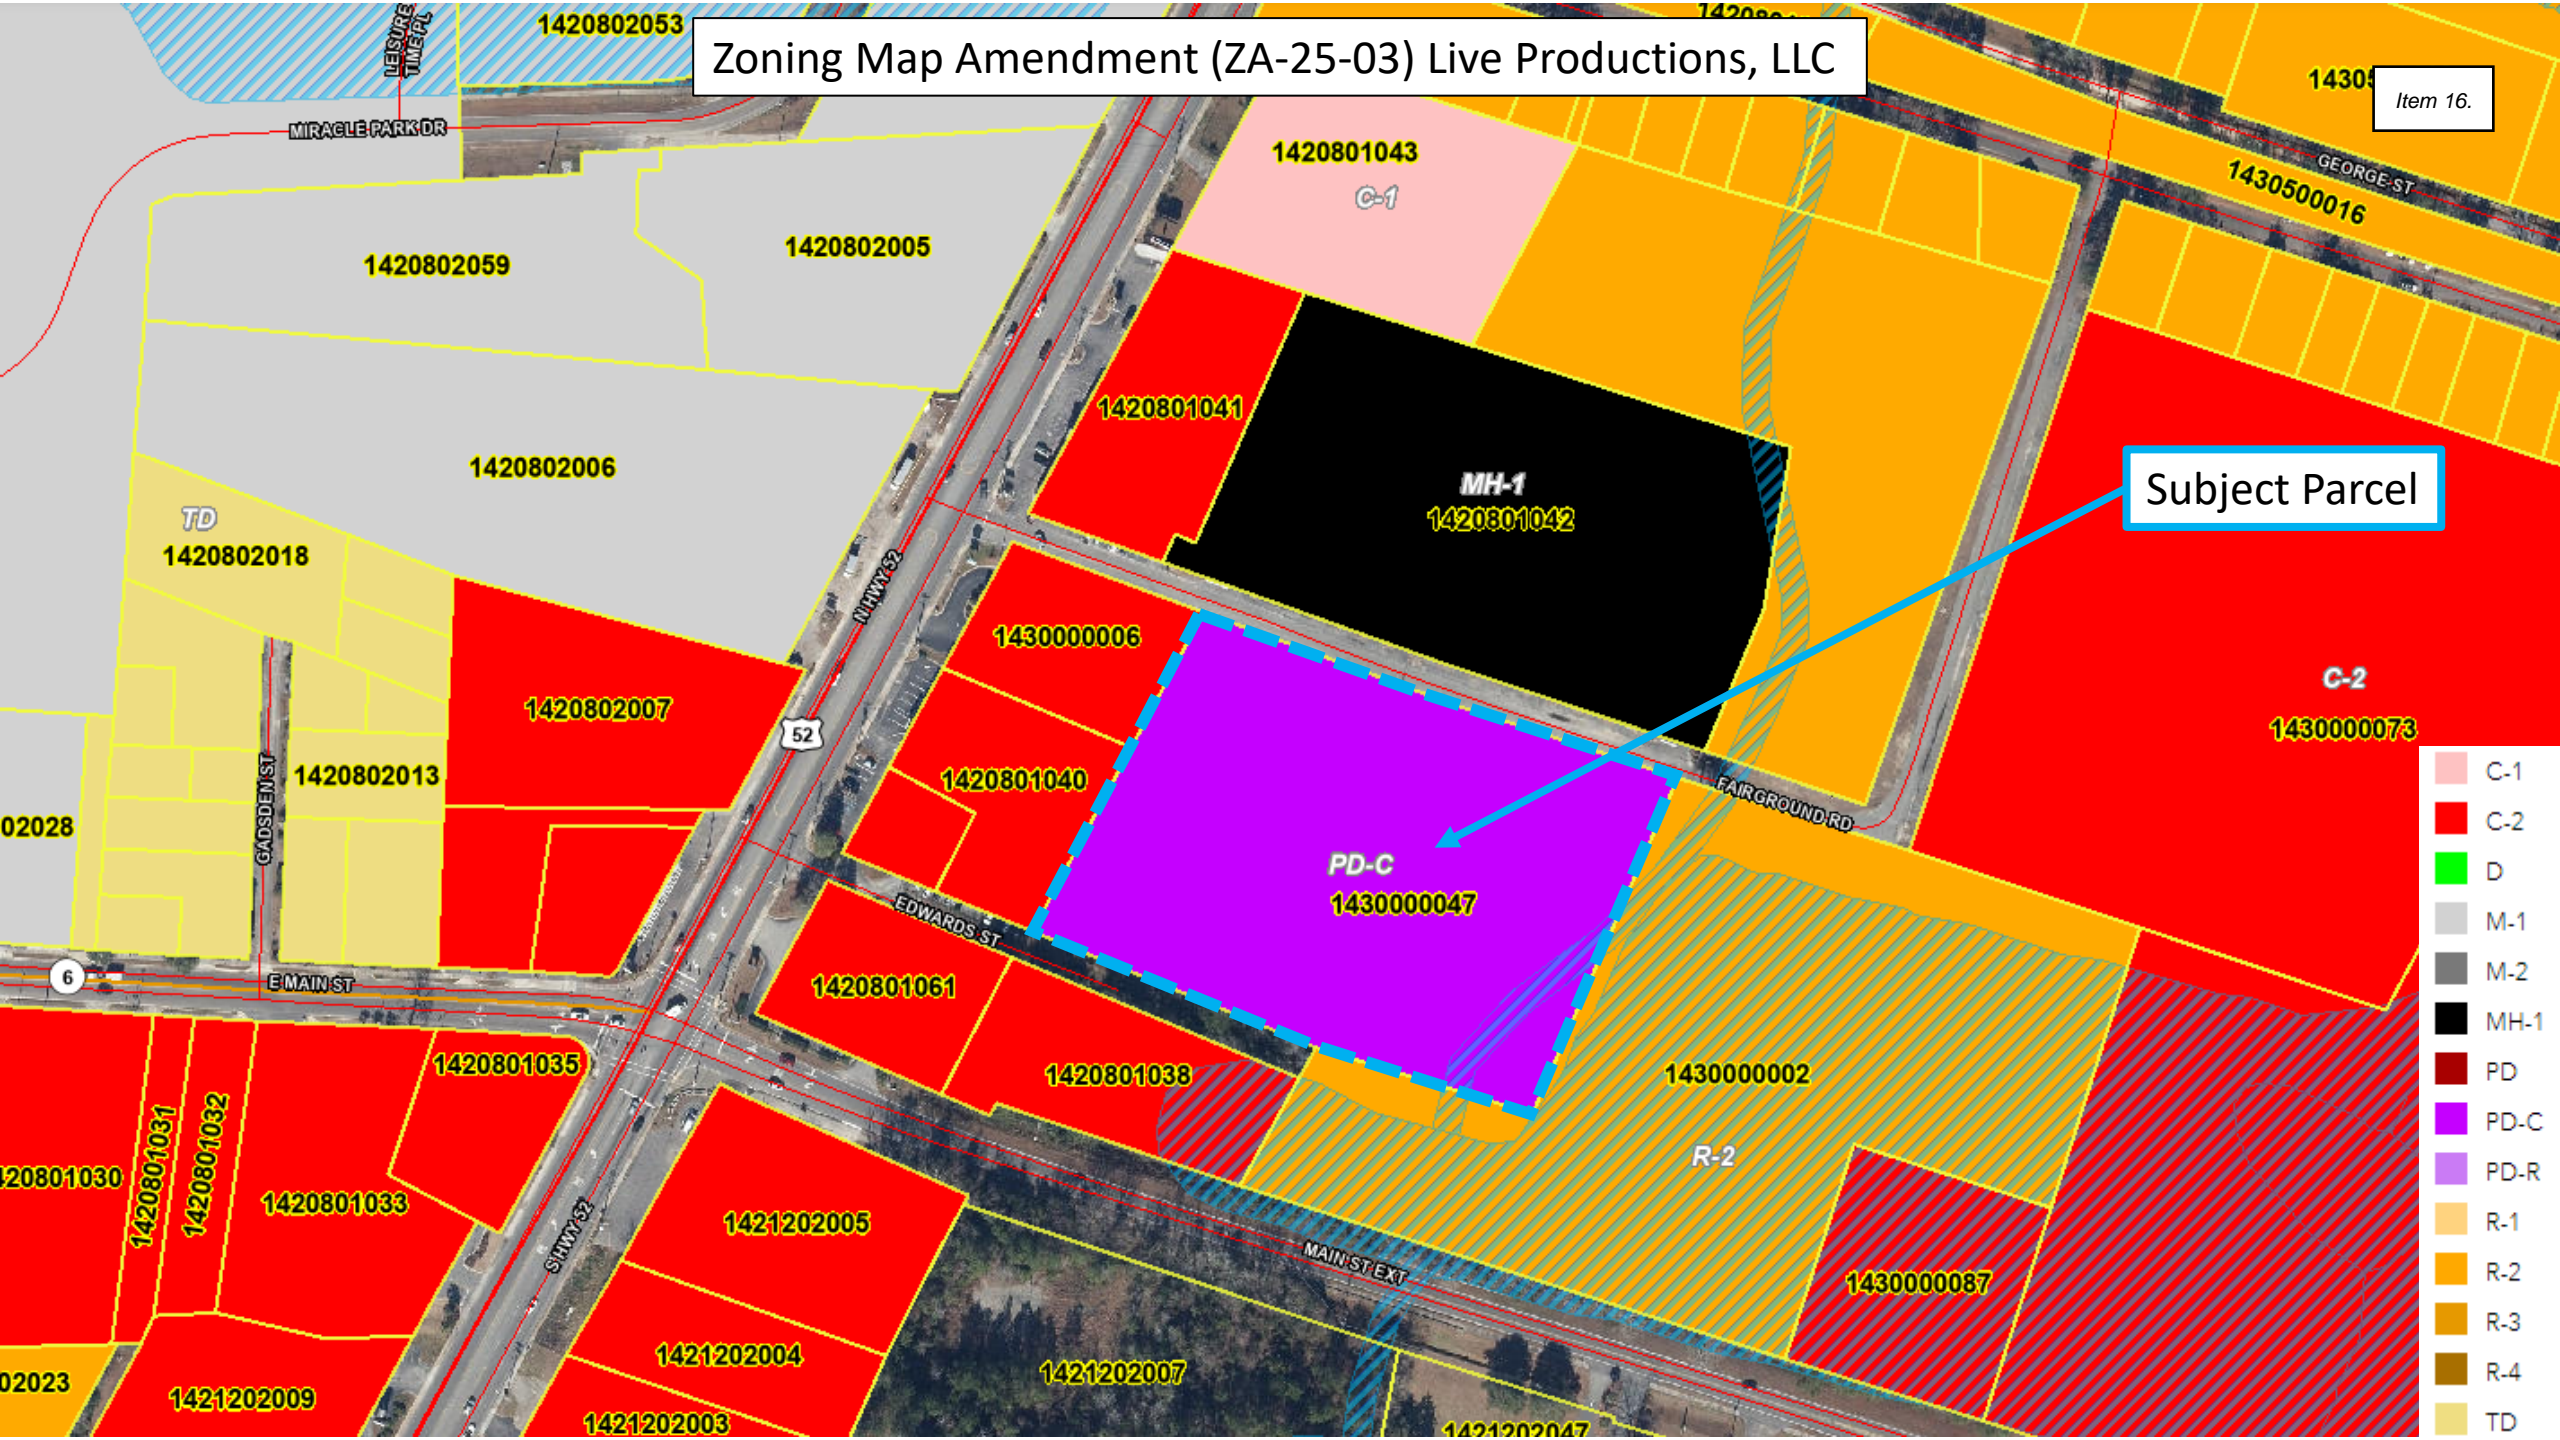 1420802053
LEISURE
TIME PL
Zoning Map Amendment (ZA-25-03) Live Productions, LLC
Item 16.
MIRACLE PARK DR
1420801043
C-1
GEORGE ST
1430500016
1420802059
1420802005
1420801041
1420802006
MH-1
1420801042
Subject Parcel
TD
1420802018
N HWY 52
1430000006
C-2
1430000073
1420802007
52
1420802013
1420801040
GADSDEN ST
FAIRGROUND RD
02028
PD-C
1430000047
EDWARDS ST
6
E MAIN ST
1420801061
1420801035
1420801038
1430000002
R-2
420801030
1420801031
1420801032
1420801033
1421202005
S HWY 52
MAIN ST EXT
1430000087
1421202004
02023
1421202009
1421202007
1421202003
1421202047
C-1
C-2
D
M-1
M-2
MH-1
PD
PD-C
PD-R
R-1
R-2
R-3
R-4
TD